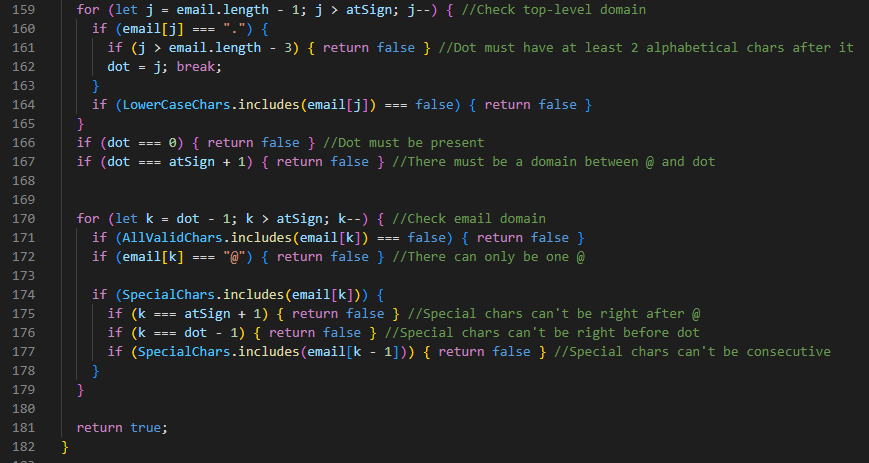 159 for (let j = email.length - 1; j > atSign; j--) { //Check top-level domain
160 if (email[j] === ".") {
161 if (j > email.length - 3) { return false } //Dot must have at least 2 alphabetical chars after it
162 dot = j; break;
163 }
164 if (LowerCaseChars.includes(email[j]) === false) { return false }
165 }
166 if (dot === 0) { return false } //Dot must be present
167 if (dot === atSign + 1) { return false } //There must be a domain between @ and dot
168
169
170 for (let k = dot - 1; k > atSign; k--) { //Check email domain
171 if (AllValidChars.includes(email[k]) === false) { return false }
172 if (email[k] === "@") { return false } //There can only be one @
173
174 if (SpecialChars.includes(email[k])) {
175 if (k === atSign + 1) { return false } //Special chars can't be right after @
176 if (k === dot - 1) { return false } //Special chars can't be right before dot
177 if (SpecialChars.includes(email[k - 1])) { return false } //Special chars can't be consecutive
178 }
179 }
180
181 return true;
182 }